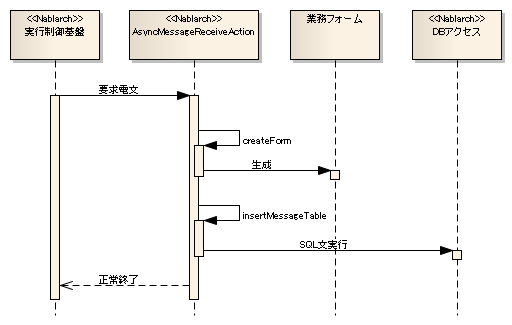 <<Nablarch>>
実行制御基盤
<<Nablarch>>
AsyncMessageReceiveAction
業務フォーム
<<Nablarch>>
DBアクセス
要求電文
createForm
生成
insertMessageTable
SQL文実行
正常終了